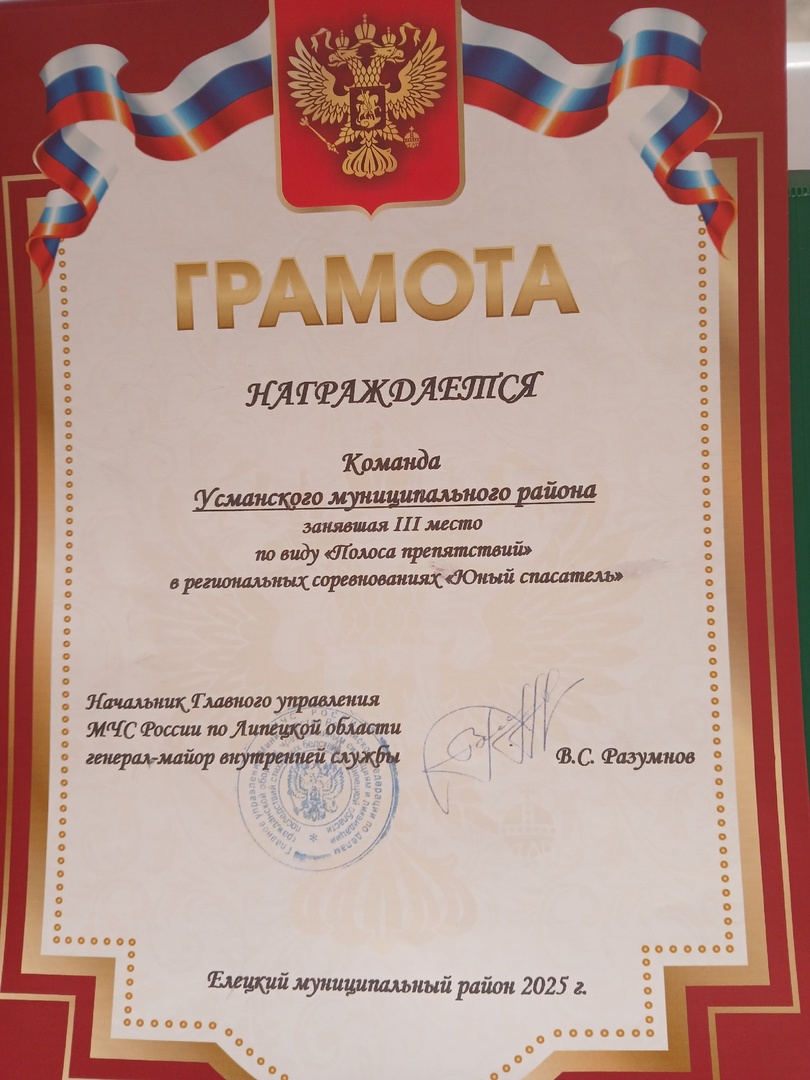 ГРАМОТА
НАГРАЖДАЕТСЯ
Команда
Усманского муниципального района
занявшая III место
по виду «Полоса препятствий»
в региональных соревнованиях «Юный спасатель»
Начальник Главного управления
МЧС России по Липецкой области
генерал-майор внутренней службы
В.С. Разумнов
Елецкий муниципальный район 2025 г.